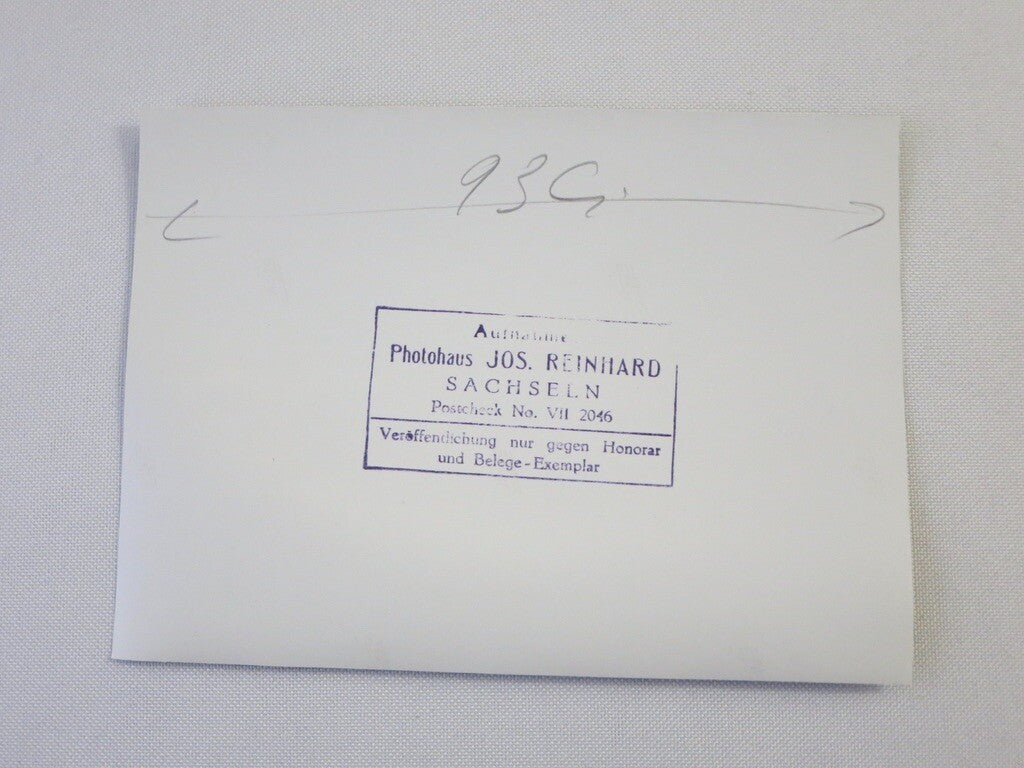 93
Aufnahme
Photohaus JOS. REINHARD
SACHSELN
Postcheck No. VII 2046
Veröffentlichung nur gegen Honorar
und Belege-Exemplar